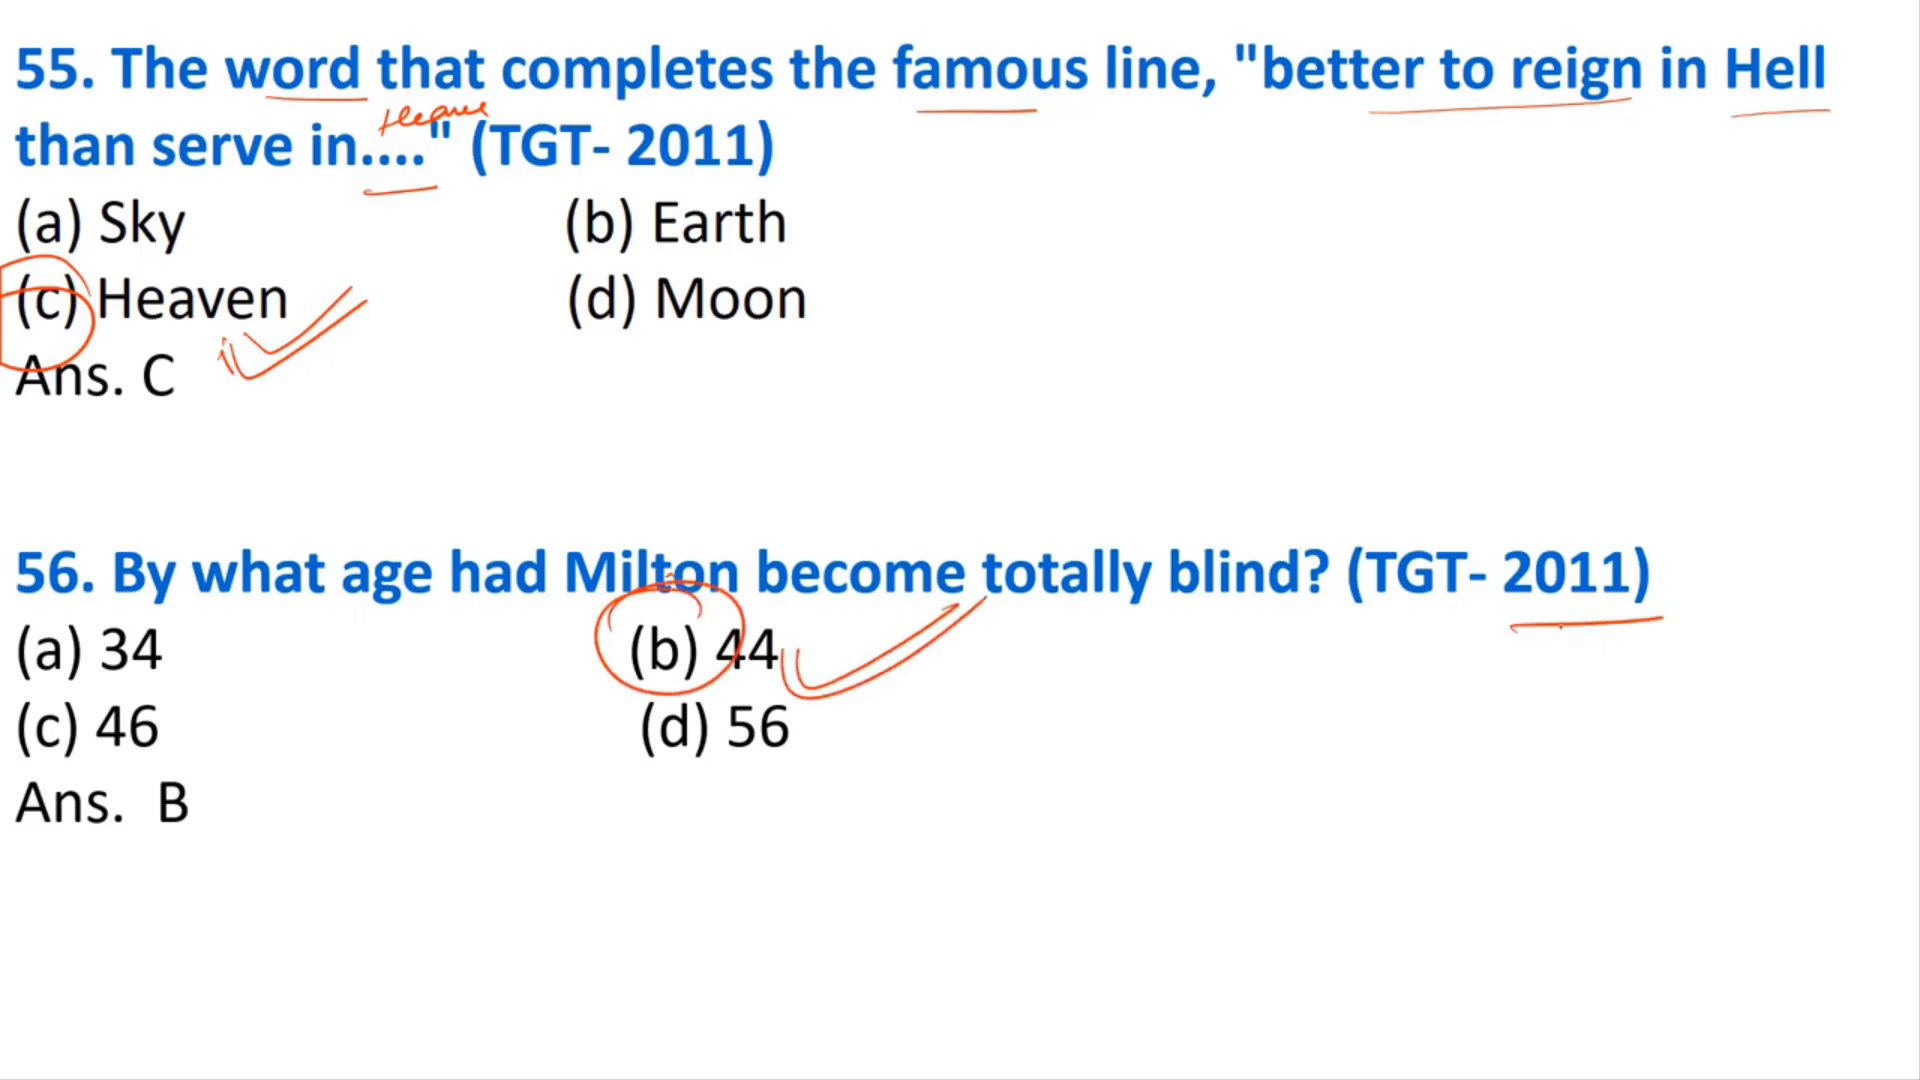 55. The word that completes the famous line, "better to reign in Hell
Heave
than serve in...." (TGT- 2011)
(a) Sky (b) Earth
(c) Heaven (d) Moon
Ans. C
56. By what age had Milton become totally blind? (TGT- 2011)
(a) 34 (b) 44
(c) 46 (d) 56
Ans. B